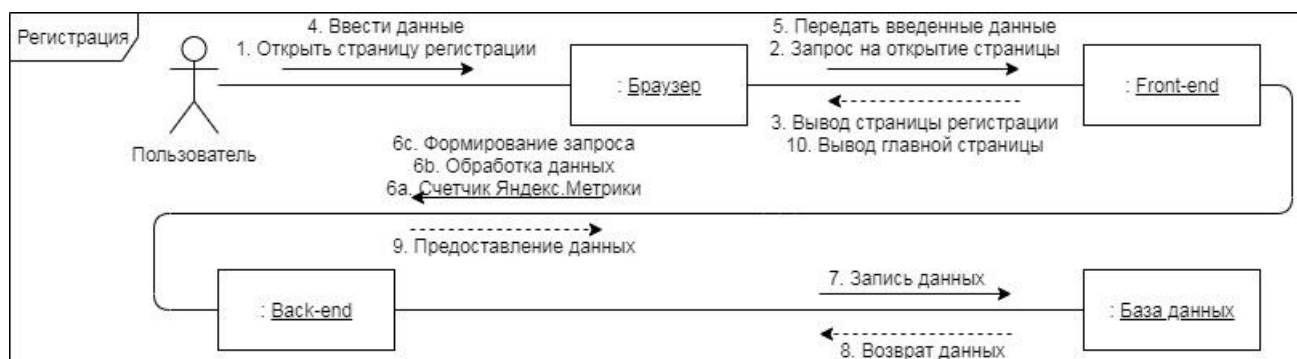 Регистрация
4. Ввести данные
1. Открыть страницу регистрации
5. Передать введенные данные
2. Запрос на открытие страницы
: Браузер
: Front-end
3. Вывод страницы регистрации
10. Вывод главной страницы
Пользователь
6c. Формирование запроса
6b. Обработка данных
6a. Счетчик Яндекс.Метрики
9. Предоставление данных
: Back-end
7. Запись данных
: База данных
8. Возврат данных